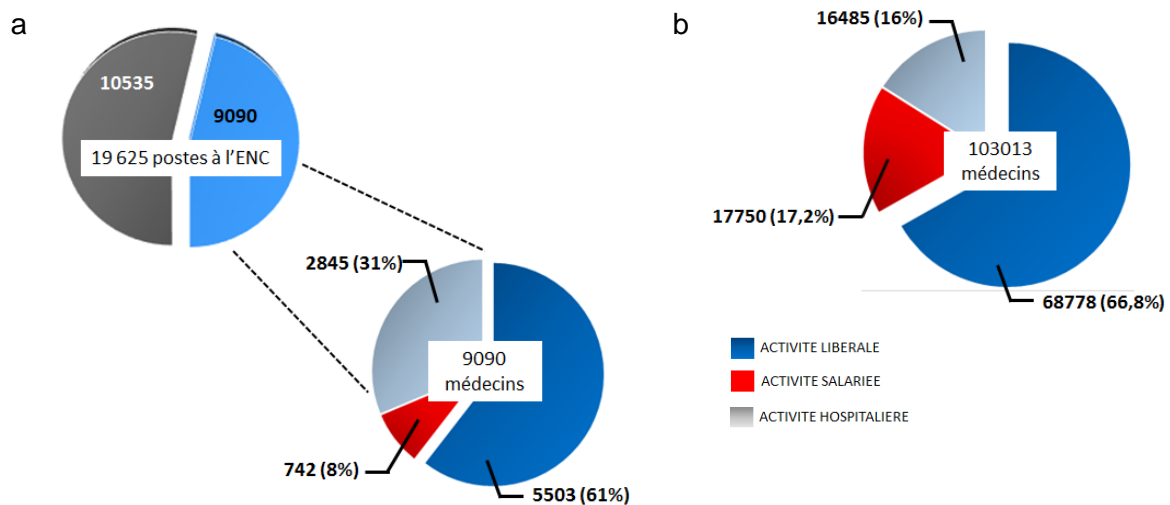 a
10535
9090
19 625 postes à l'ENC
2845 (31%)
9090
médecins
742 (8%)
5503 (61%)
b
16485 (16%)
103013
médecins
17750 (17,2%)
68778 (66,8%)
ACTIVITE LIBERALE
ACTIVITE SALARIEE
ACTIVITE HOSPITALIERE